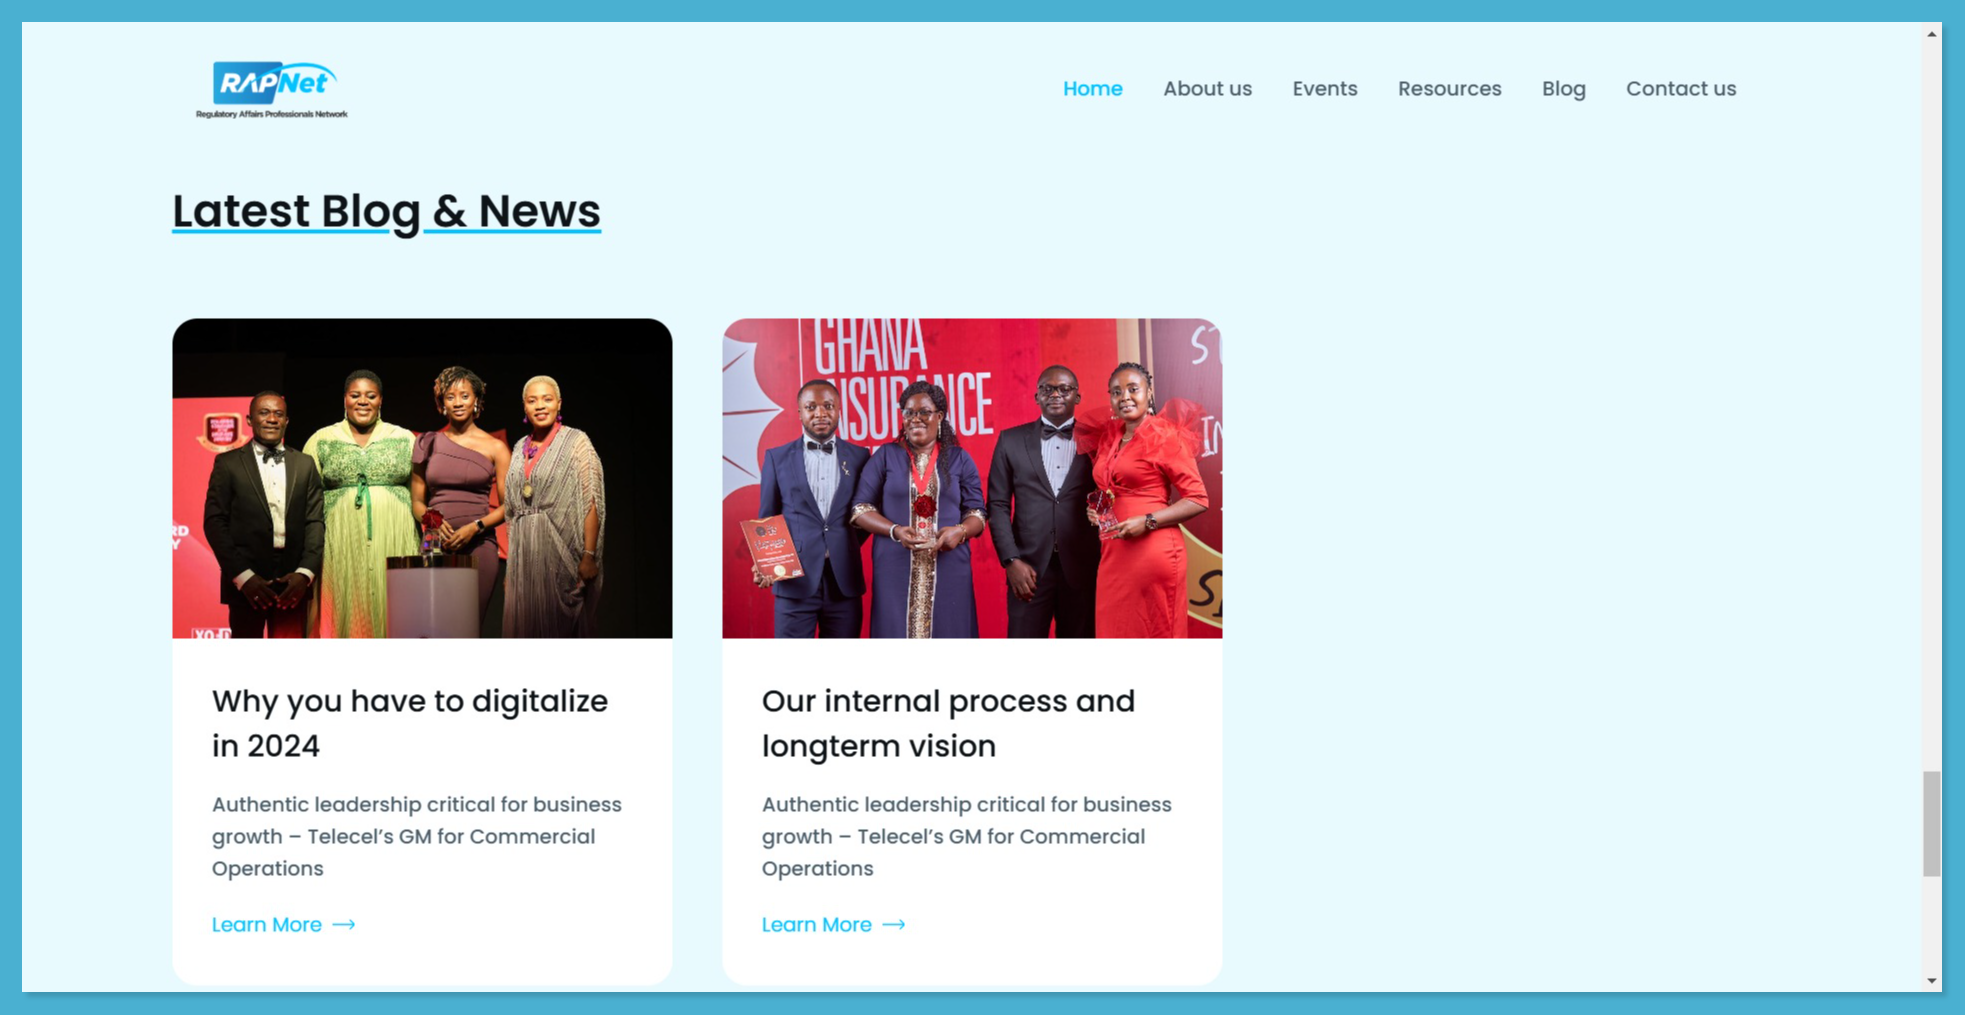 RAPNet
Regulatory Affairs Professionals Network
Home
About us
Events
Resources
Blog
Contact us
Latest Blog & News
RD
Y
GHANA
INSURANCE
ST
IN
Why you have to digitalize
in 2024
Authentic leadership critical for business
growth – Telecel’s GM for Commercial
Operations
Learn More
Our internal process and
longterm vision
Authentic leadership critical for business
growth – Telecel’s GM for Commercial
Operations
Learn More